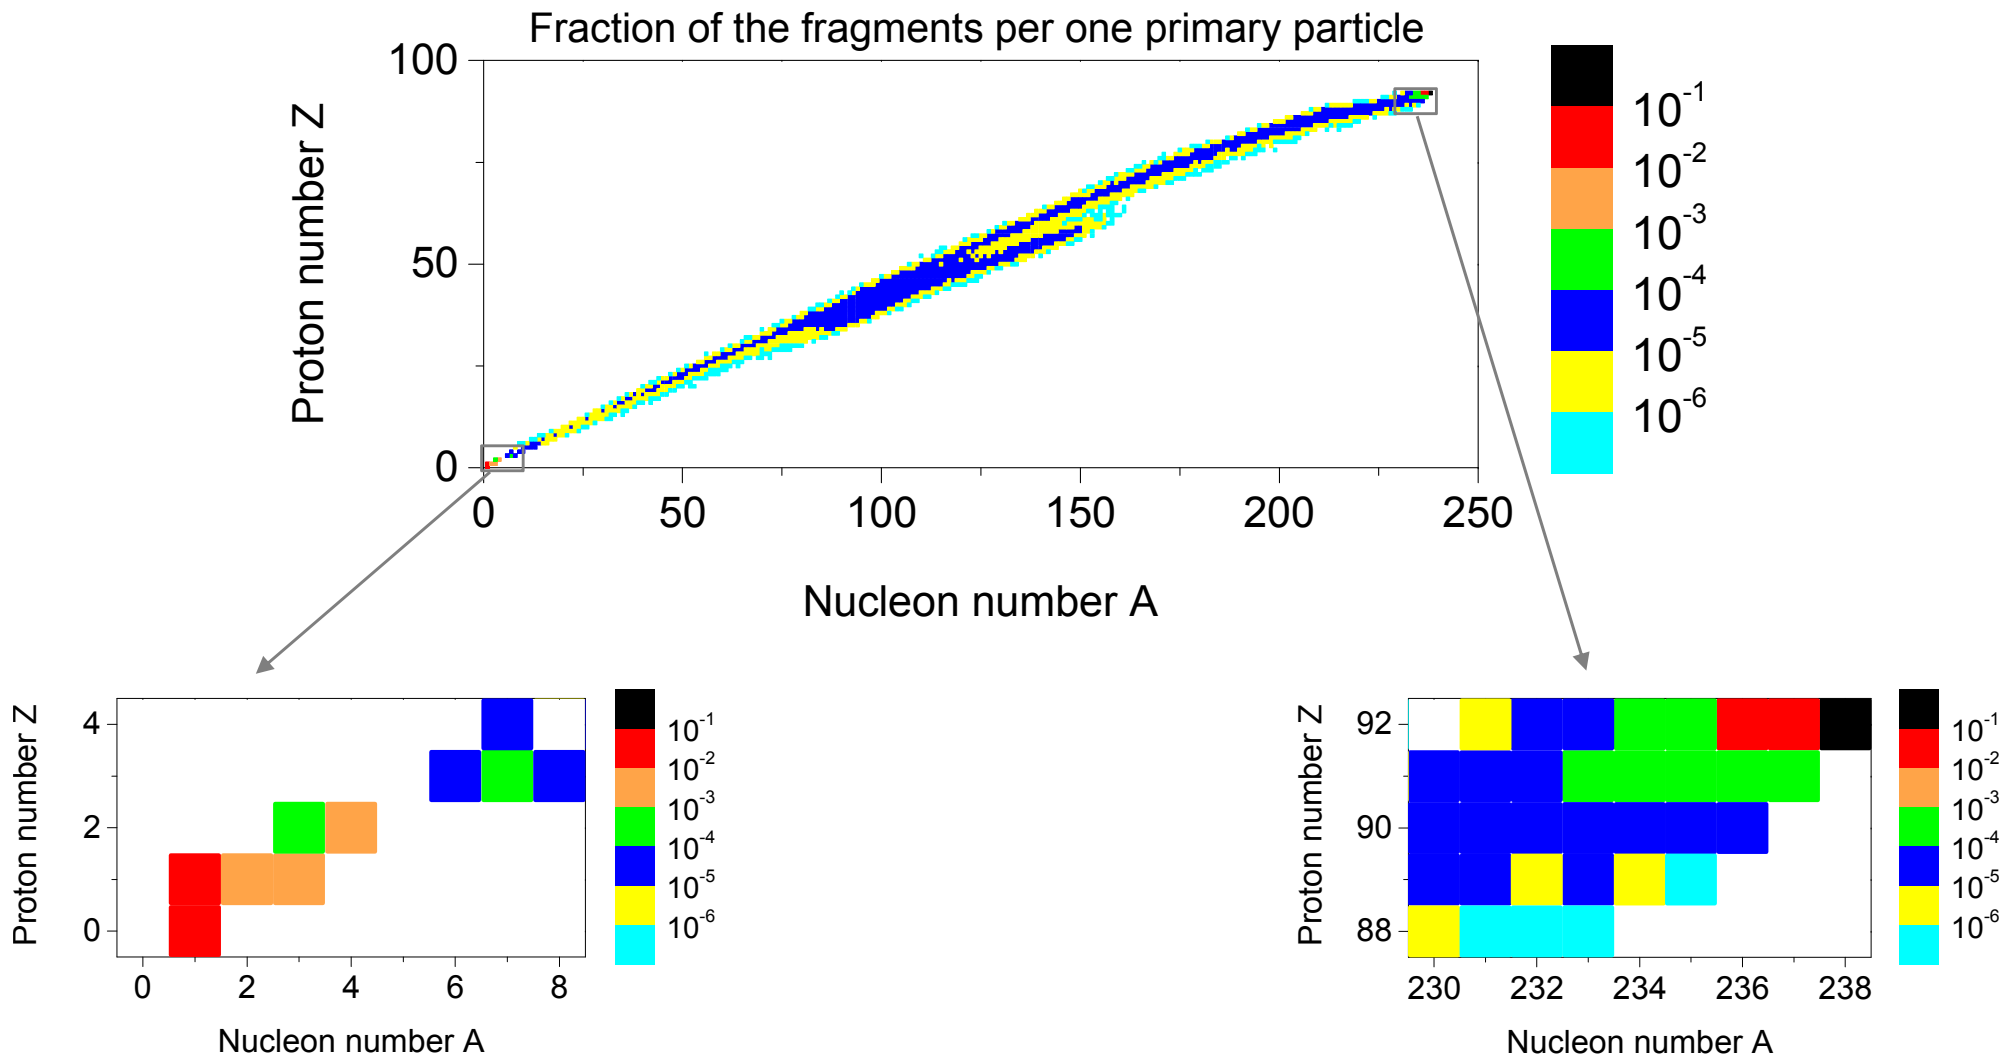 Fraction of the fragments per one primary particle
Proton number Z
100
50
0
0 50 100 150 200 250
Nucleon number A
10⁻¹
10⁻²
10⁻³
10⁻⁴
10⁻⁵
10⁻⁶
Proton number Z
4
2
0
0 2 4 6 8
Nucleon number A
10⁻¹
10⁻²
10⁻³
10⁻⁴
10⁻⁵
10⁻⁶
Proton number Z
92
90
88
230 232 234 236 238
Nucleon number A
10⁻¹
10⁻²
10⁻³
10⁻⁴
10⁻⁵
10⁻⁶